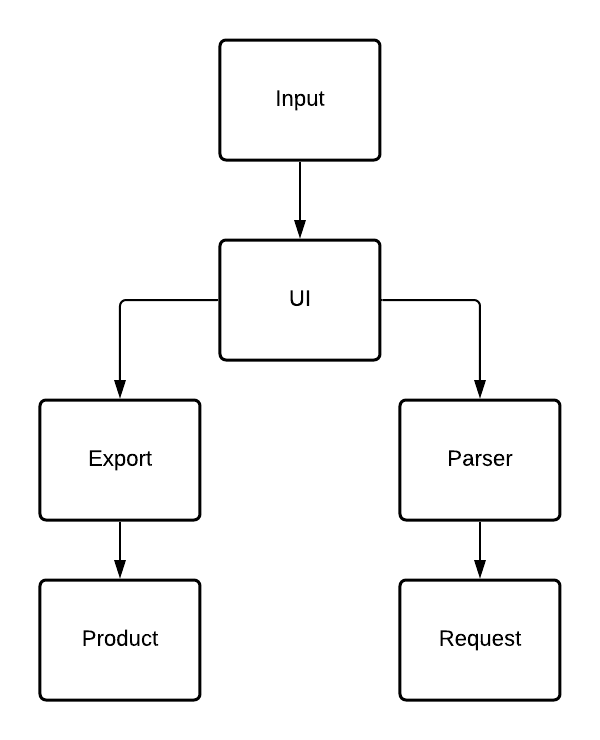 Input
UI
Export
Parser
Product
Request